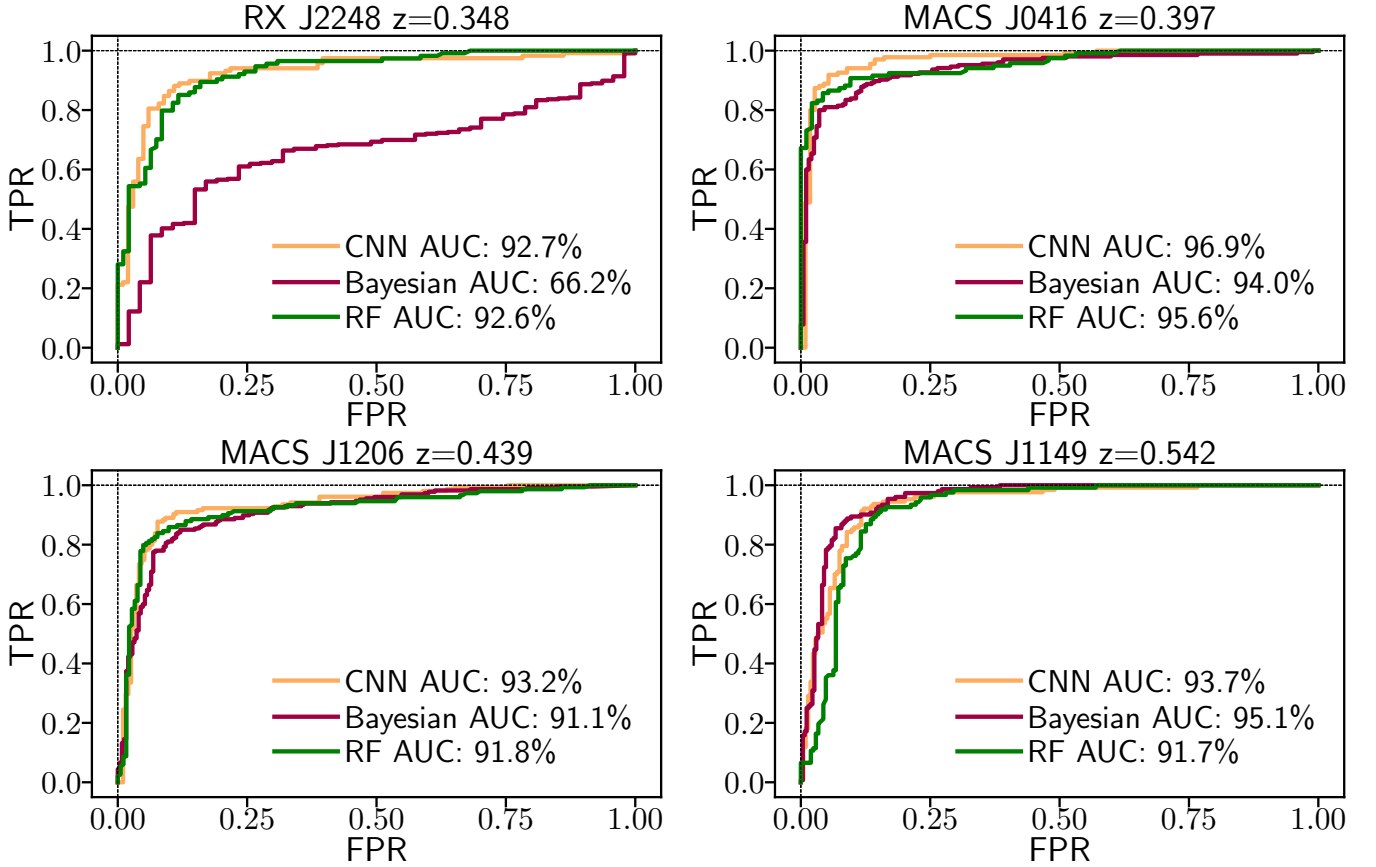 RX J2248 z=0.348
1.0
0.8
0.6
0.4
0.2
0.0
TPR
CNN AUC: 92.7%
Bayesian AUC: 66.2%
RF AUC: 92.6%
0.00 0.25 0.50 0.75 1.00
FPR
MACS J0416 z=0.397
1.0
0.8
0.6
0.4
0.2
0.0
TPR
CNN AUC: 96.9%
Bayesian AUC: 94.0%
RF AUC: 95.6%
0.00 0.25 0.50 0.75 1.00
FPR
MACS J1206 z=0.439
1.0
0.8
0.6
0.4
0.2
0.0
TPR
CNN AUC: 93.2%
Bayesian AUC: 91.1%
RF AUC: 91.8%
0.00 0.25 0.50 0.75 1.00
FPR
MACS J1149 z=0.542
1.0
0.8
0.6
0.4
0.2
0.0
TPR
CNN AUC: 93.7%
Bayesian AUC: 95.1%
RF AUC: 91.7%
0.00 0.25 0.50 0.75 1.00
FPR